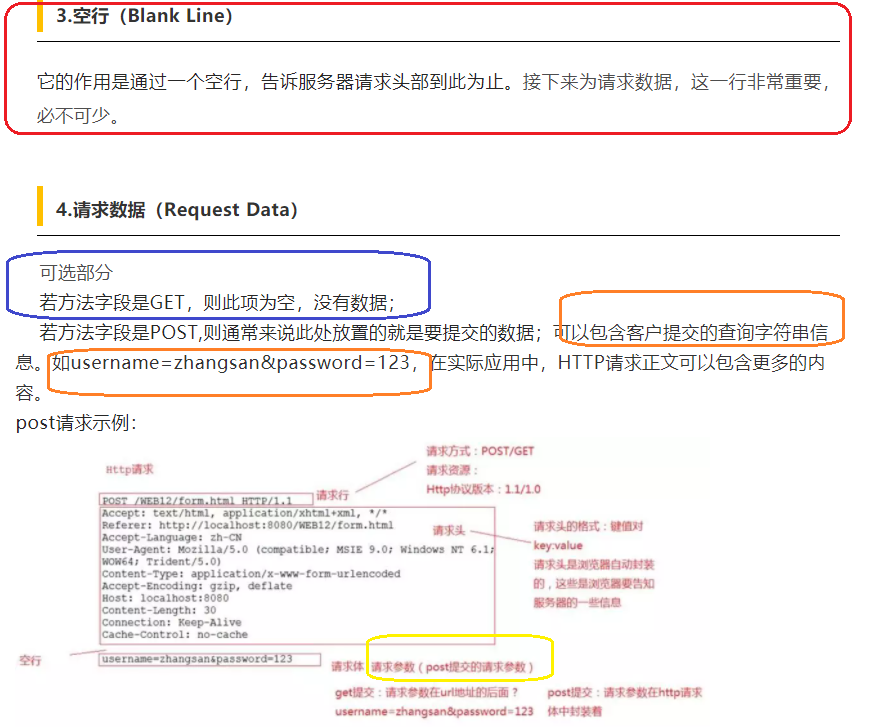 3.空行（Blank Line）
它的作用是通过一个空行，告诉服务器请求头部到此为止。接下来为请求数据，这一行非常重要，
必不可少。
4.请求数据（Request Data）
可选部分
若方法字段是GET，则此项为空，没有数据；
若方法字段是POST,则通常来说此处放置的就是要提交的数据；可以包含客户提交的查询字符串信
息。如username=zhangsan&password=123，在实际应用中，HTTP请求正文可以包含更多的内
容。
post请求示例：
Http请求
请求方式：POST/GET
请求资源：
Http协议版本：1.1/1.0
请求行
POST /WEB12/form.html HTTP/1.1
Accept: text/html, application/xhtml+xml, */*
Referer: http://localhost:8080/WEB12/form.html
Accept-Language: zh-CN
User-Agent: Mozilla/5.0 (compatible; MSIE 9.0; Windows NT 6.1;
WOW64; Trident/5.0)
Content-Type: application/x-www-form-urlencoded
Accept-Encoding: gzip, deflate
Host: localhost:8080
Content-Length: 30
Connection: Keep-Alive
Cache-Control: no-cache
请求头
请求头的格式：键值对
key:value
请求头是浏览器自动封装
的，这些是浏览器要告知
服务器的一些信息
空行
username=zhangsan&password=123
请求体 请求参数（post提交的请求参数）
get提交：请求参数在url地址的后面？
username=zhangsan&password=123
post提交：请求参数在http请求
体中封装着